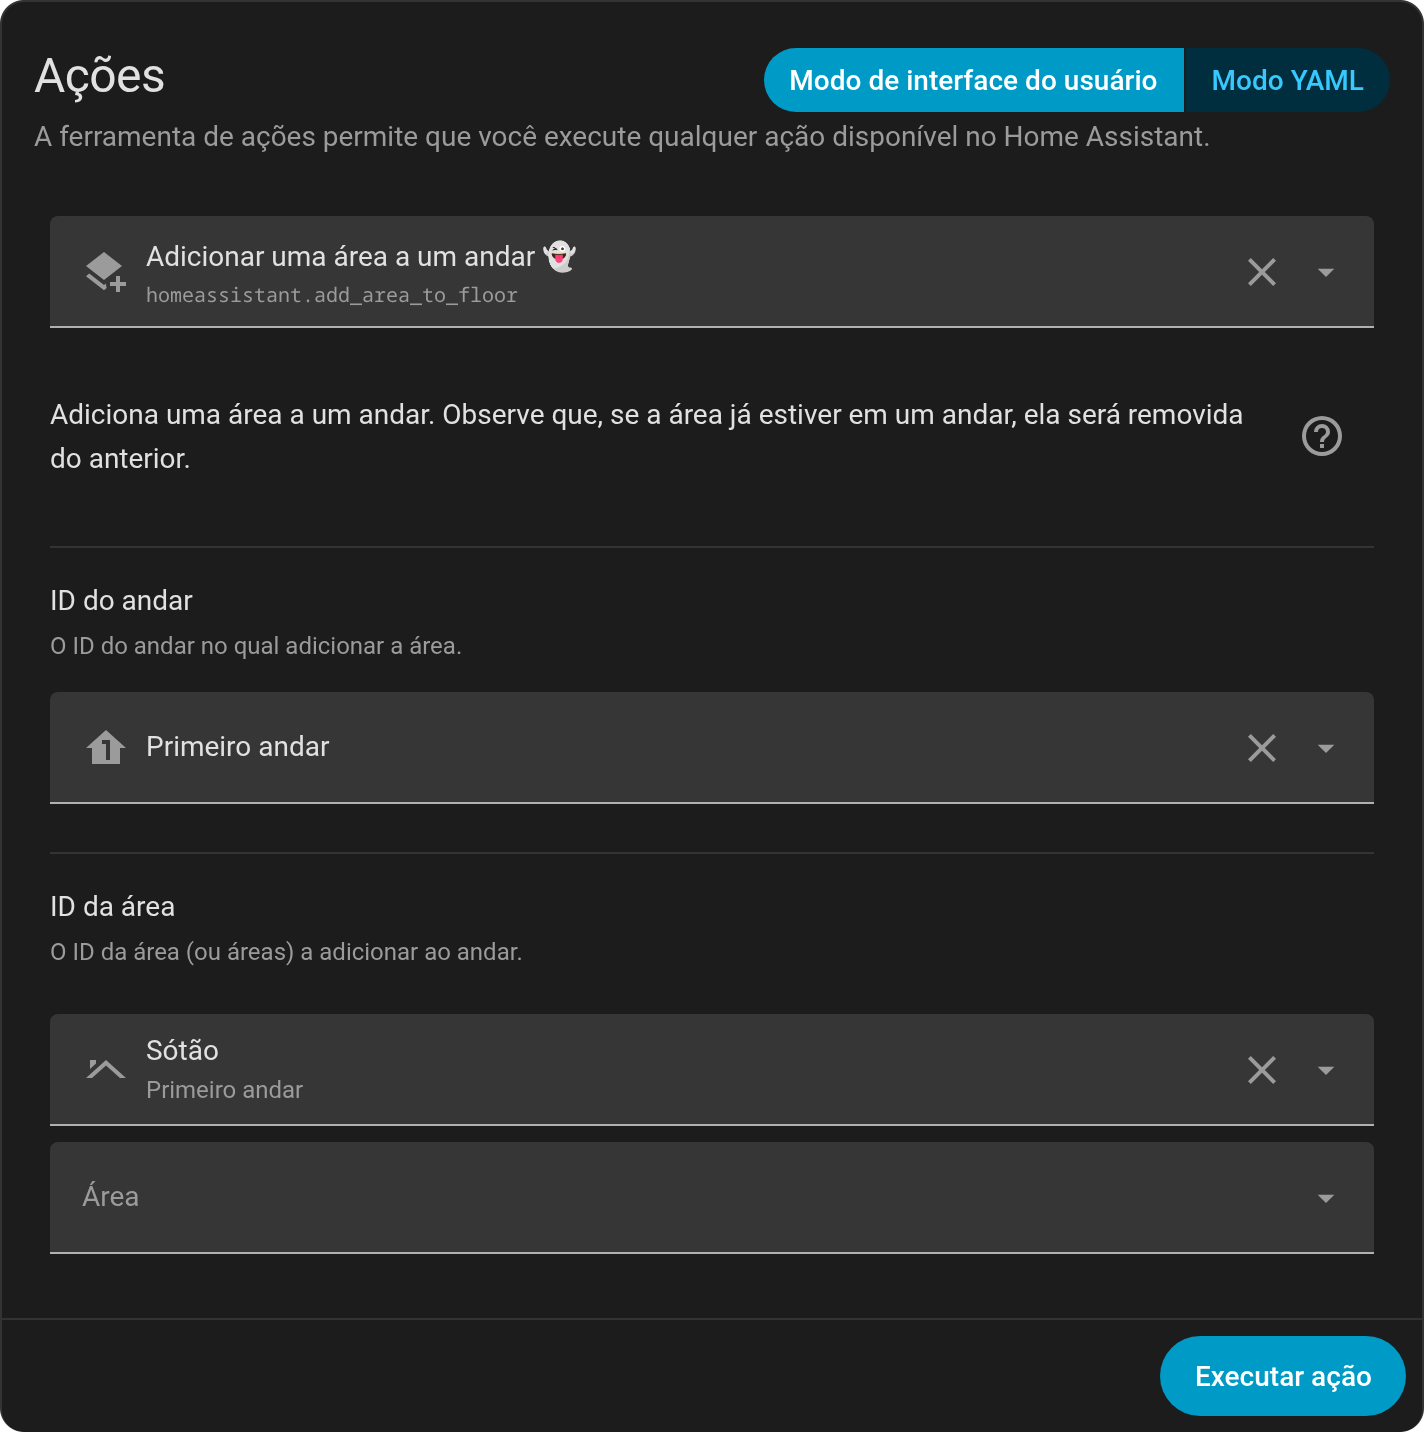 Ações
Modo de interface do usuário
Modo YAML
A ferramenta de ações permite que você execute qualquer ação disponível no Home Assistant.
Adicionar uma área a um andar 👻
homeassistant.add_area_to_floor
Adiciona uma área a um andar. Observe que, se a área já estiver em um andar, ela será removida
do anterior.
ID do andar
O ID do andar no qual adicionar a área.
Primeiro andar
ID da área
O ID da área (ou áreas) a adicionar ao andar.
Sótão
Primeiro andar
Área
Executar ação